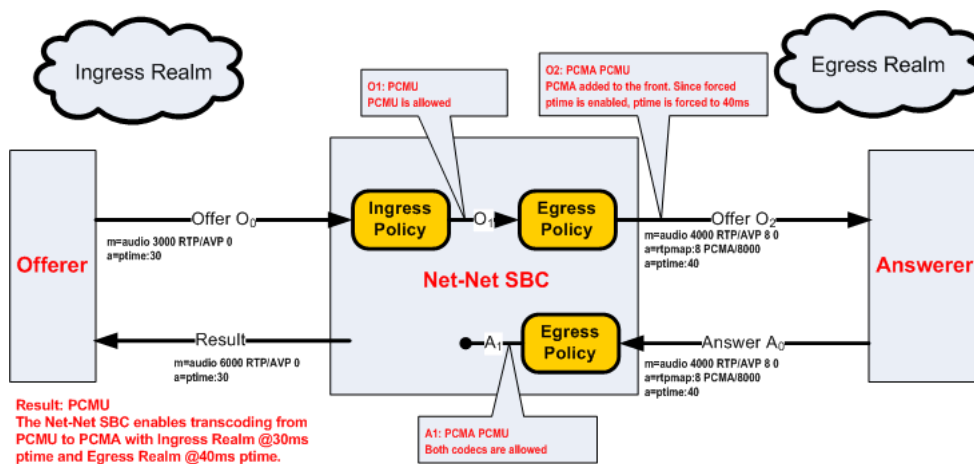 Ingress Realm
Egress Realm
O1: PCMU
PCMU is allowed
O2: PCMA PCMU
PCMA added to the front. Since forced
ptime is enabled, ptime is forced to 40ms
Offerer
Offer O0
m=audio 3000 RTP/AVP 0
a=ptime:30
Ingress
Policy
O1
Egress
Policy
Offer O2
m=audio 4000 RTP/AVP 8 0
a=rtpmap:8 PCMA/8000
a=ptime:40
Answerer
Net-Net SBC
Result
m=audio 6000 RTP/AVP 0
a=ptime:30
A1
Egress
Policy
Answer A0
m=audio 4000 RTP/AVP 8 0
a=rtpmap:8 PCMA/8000
a=ptime:40
Result: PCMU
The Net-Net SBC enables transcoding from
PCMU to PCMA with Ingress Realm @30ms
ptime and Egress Realm @40ms ptime.
A1: PCMA PCMU
Both codecs are allowed